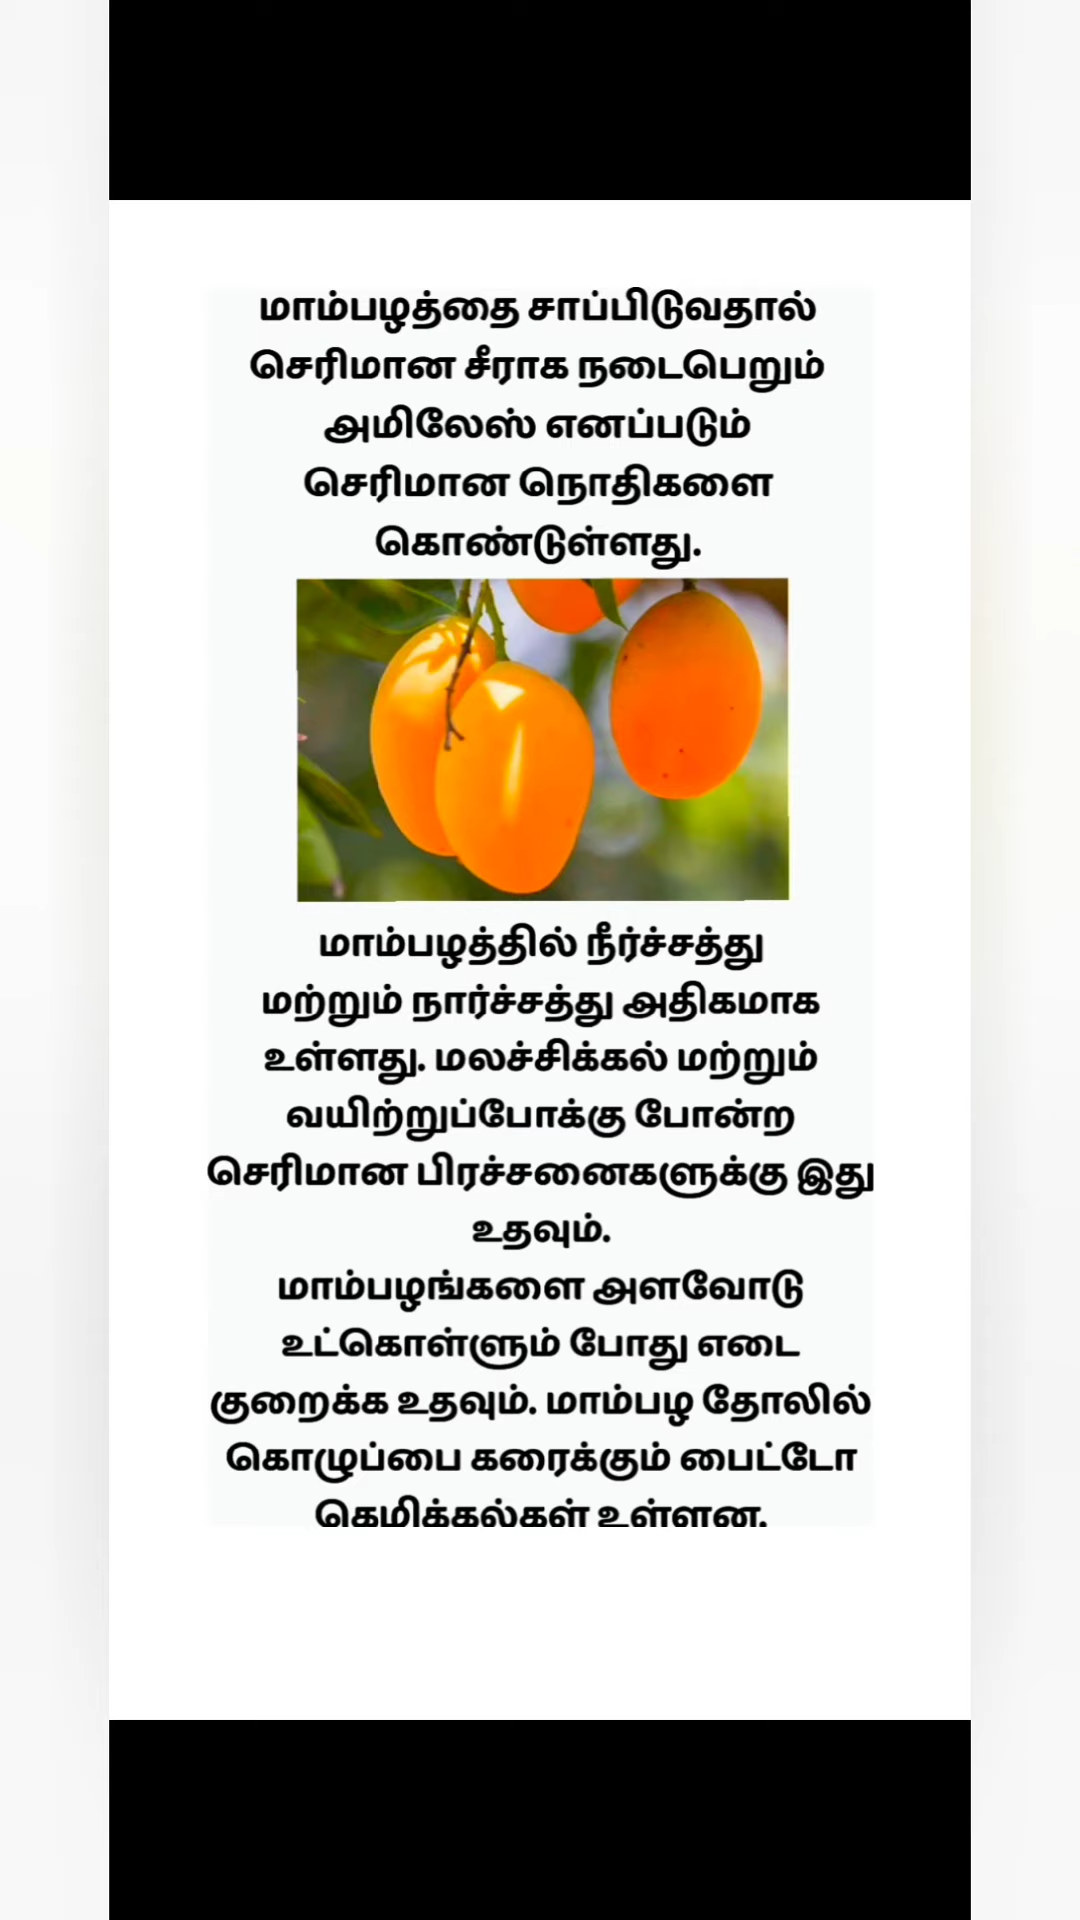 மாம்பழத்தை சாப்பிடுவதால்
செரிமான சீராக நடைபெறும்
அமிலேஸ் எனப்படும்
செரிமான நொதிகளை
கொண்டுள்ளது.
மாம்பழத்தில் நீர்ச்சத்து
மற்றும் நார்ச்சத்து அதிகமாக
உள்ளது. மலச்சிக்கல் மற்றும்
வயிற்றுப்போக்கு போன்ற
செரிமான பிரச்சனைகளுக்கு இது
உதவும்.
மாம்பழங்களை அளவோடு
உட்கொள்ளும் போது எடை
குறைக்க உதவும். மாம்பழ தோலில்
கொழுப்பை கரைக்கும் பைட்டோ
கெமிக்கல்கள் உள்ளன.